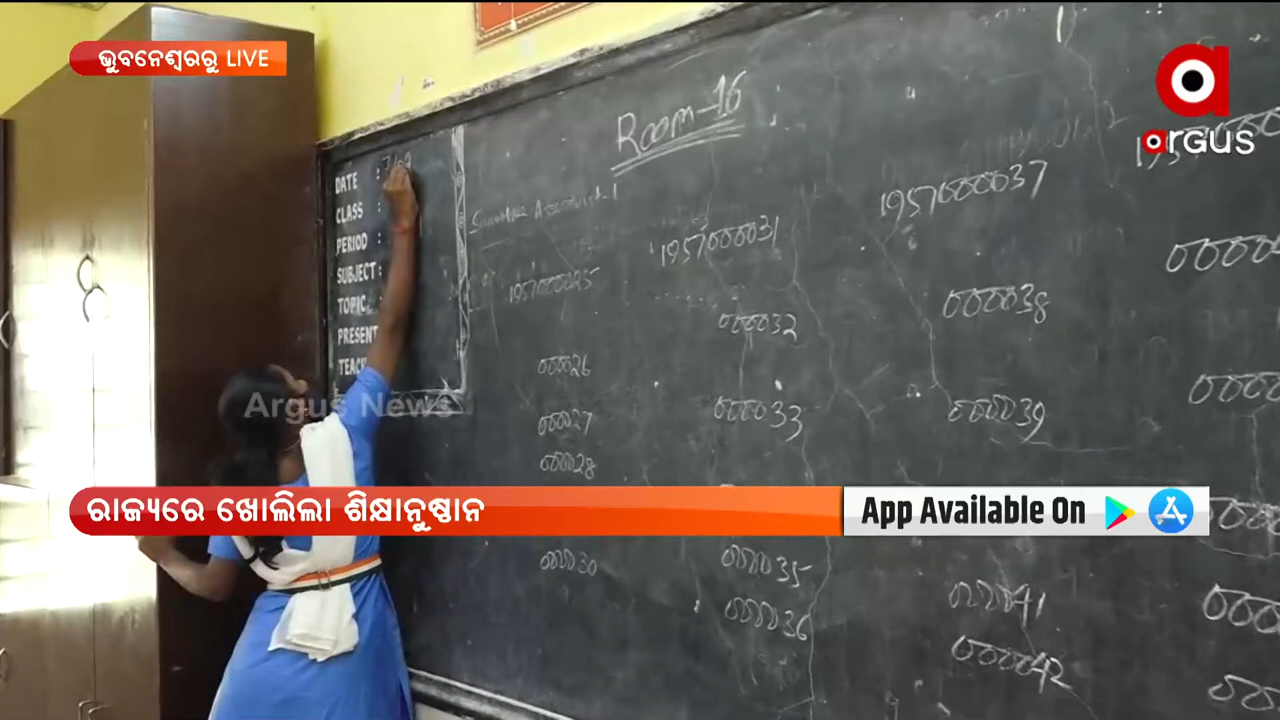 ଭୁବନେଶ୍ୱରରୁ LIVE
argus
Room-16
DATE :
CLASS :
PERIOD :
SUBJECT :
TOPIC
PRESENT
TEAC
1957000025
000026
000027
000028
000030
1957000031
000032
000033
000035
000036
1957000037
000038
000039
000041
000042
Argus News
ରାଜ୍ୟରେ ଖୋଲିଲା ଶିକ୍ଷାନୁଷ୍ଠାନ
App Available On